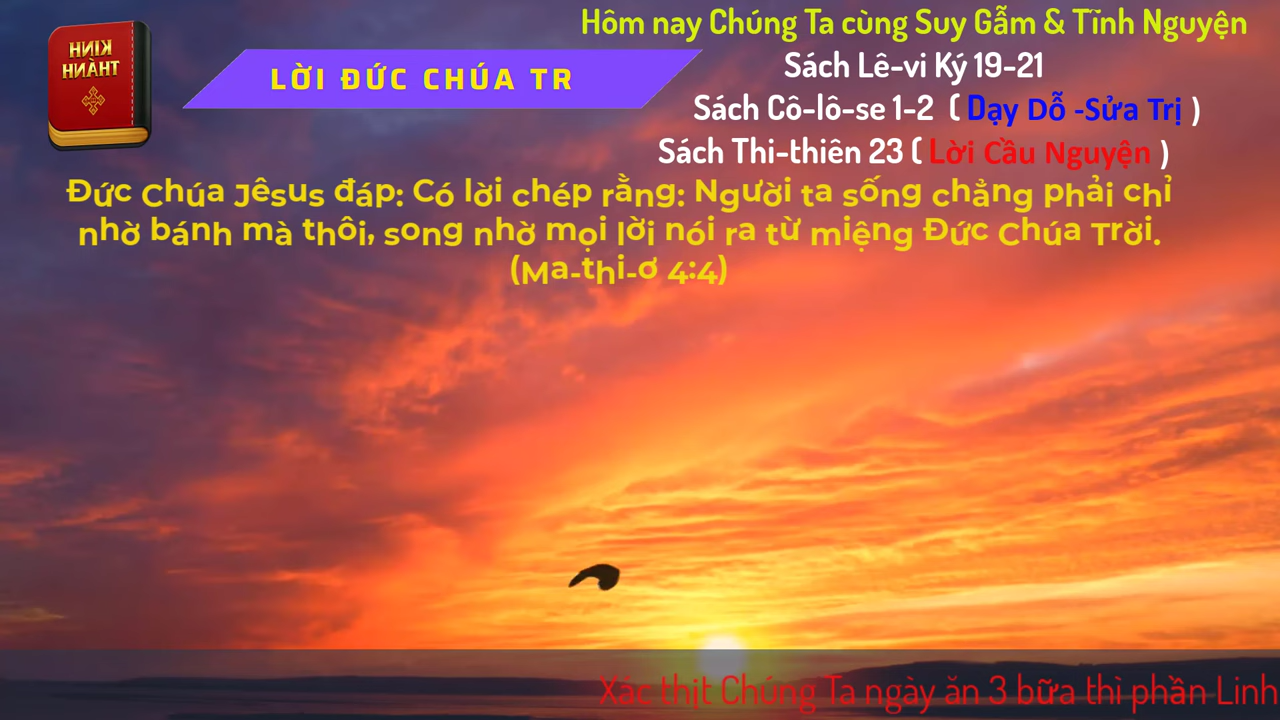 KINH
THÀNH
LỜI ĐỨC CHÚA TR
Hôm nay Chúng Ta cùng Suy Gẫm & Tĩnh Nguyện
Sách Lê-vi Ký 19-21
Sách Cô-lô-se 1-2 ( Dạy Dỗ -Sửa Trị )
Sách Thi-thiên 23 ( Lời Cầu Nguyện )
Đức Chúa Jêsus đáp: Có lời chép rằng: Người ta sống chẳng phải chỉ
nhờ bánh mà thôi, song nhờ mọi lời nói ra từ miệng Đức Chúa Trời.
(Ma-thi-ơ 4:4)
Xác thịt Chúng Ta ngày ăn 3 bữa thì phần Linh